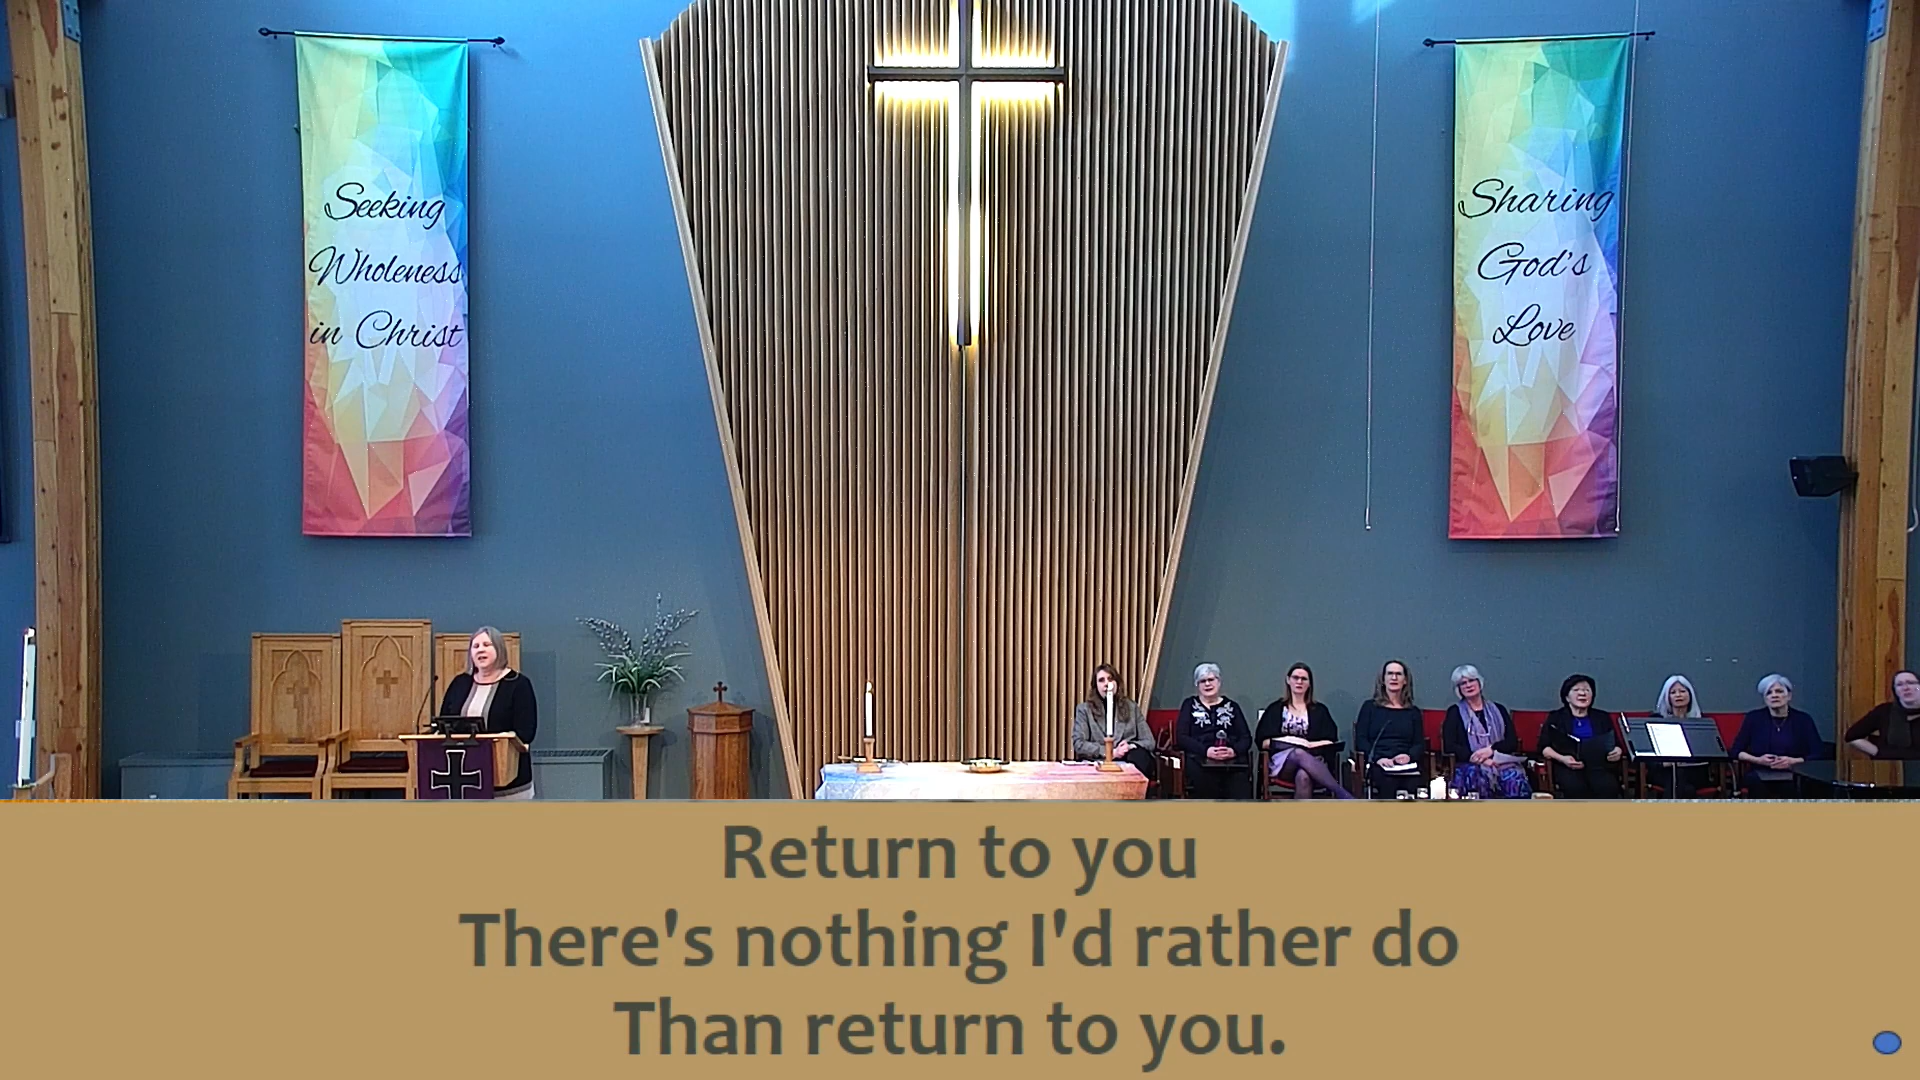 Seeking
Wholeness
in Christ
Sharing
God's
Love
Return to you
There's nothing I'd rather do
Than return to you.